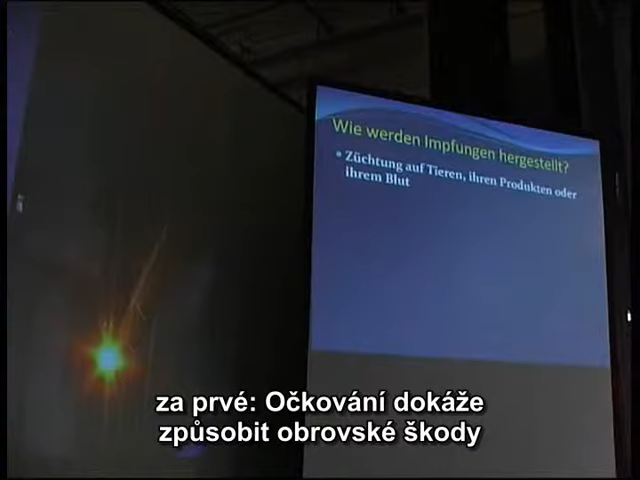 Wie werden Impfungen hergestellt?
• Züchtung auf Tieren, ihren Produkten oder
ihrem Blut
za prvé: Očkování dokáže
způsobit obrovské škody